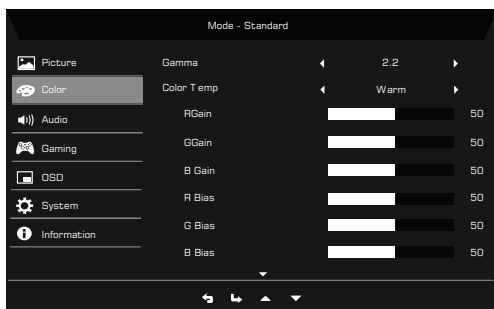 Mode - Standard
Picture
Color
Audio
Gaming
OSD
System
Information
Gamma 2.2
Color Temp Warm
RGain 50
GGain 50
B Gain 50
R Bias 50
G Bias 50
B Bias 50